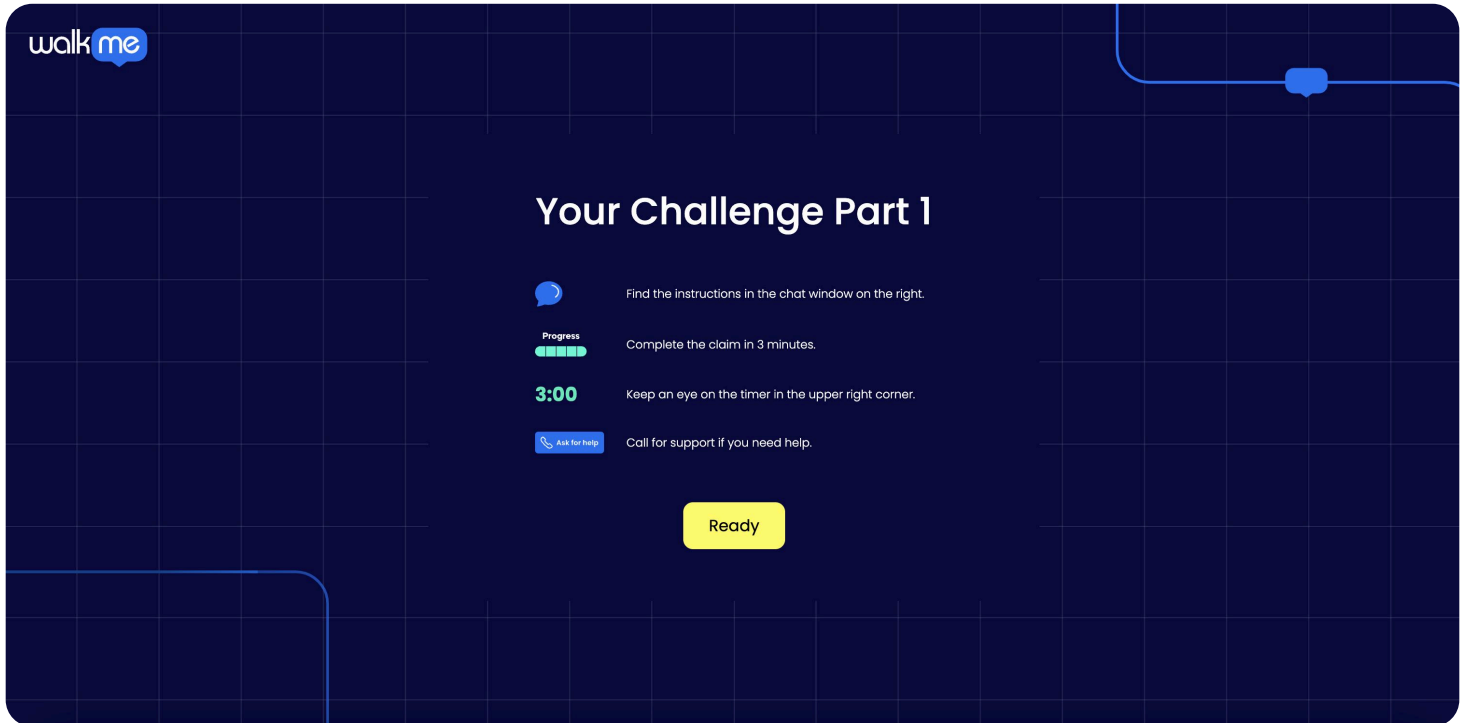 walkme
Your Challenge Part 1
Find the instructions in the chat window on the right.
Progress
Complete the claim in 3 minutes.
3:00
Keep an eye on the timer in the upper right corner.
Ask for help
Call for support if you need help.
Ready